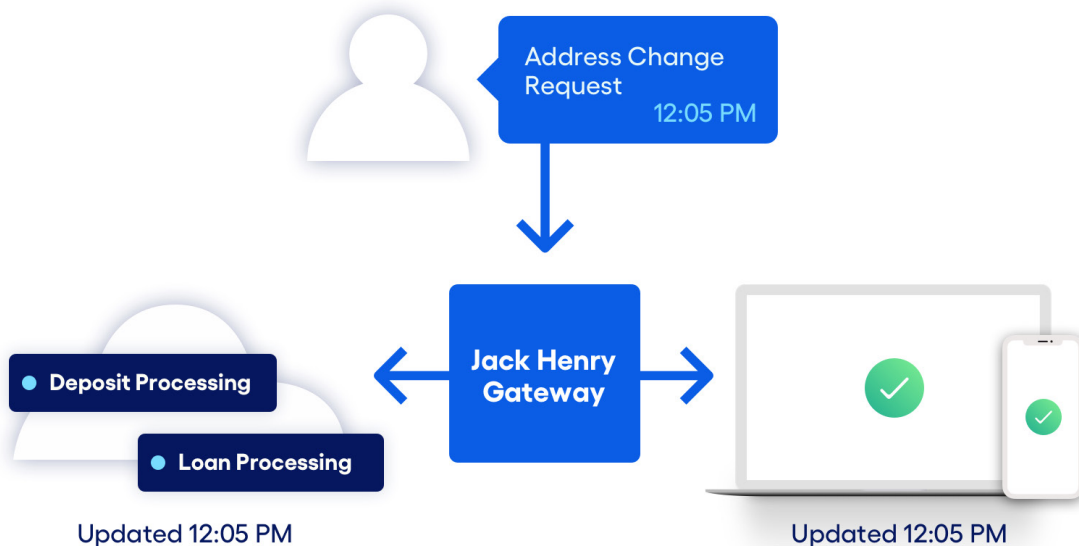 Address Change
Request
12:05 PM
Jack Henry
Gateway
Deposit Processing
Loan Processing
Updated 12:05 PM
Updated 12:05 PM